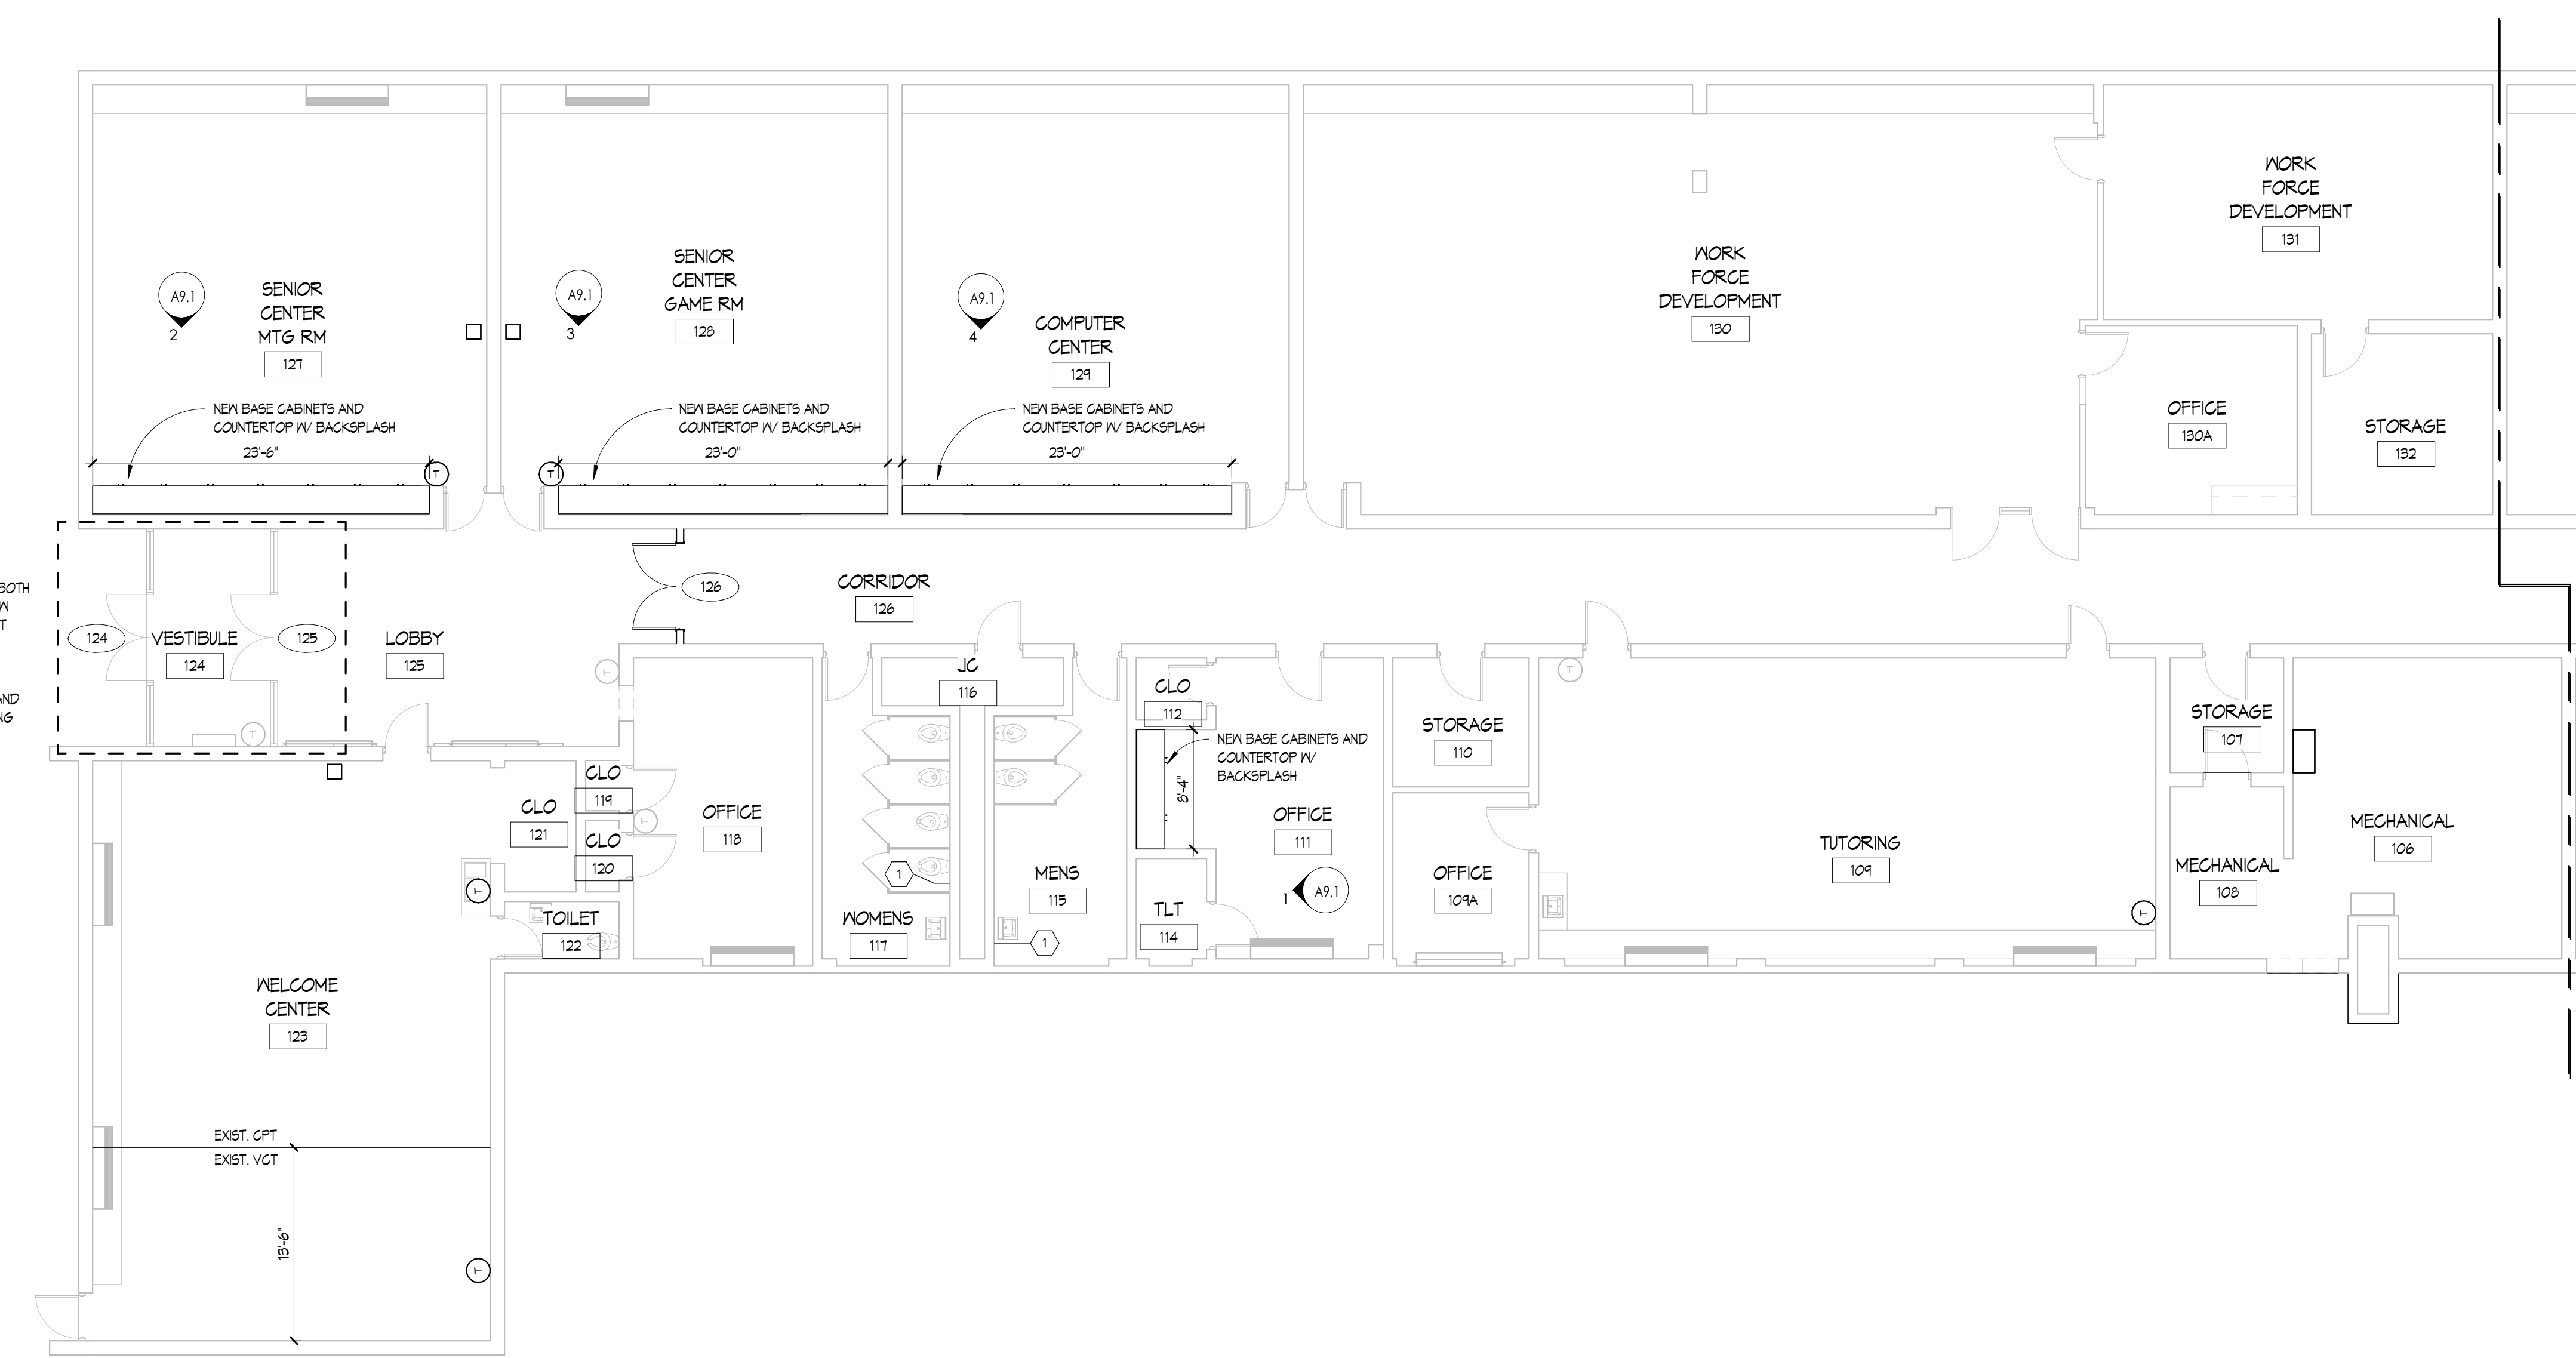 WORK
FORCE
DEVELOPMENT
131
SENIOR
CENTER
MTG RM
127
A9.1
2
SENIOR
CENTER
GAME RM
128
A9.1
3
COMPUTER
CENTER
129
A9.1
4
WORK
FORCE
DEVELOPMENT
130
OFFICE
130A
STORAGE
132
NEW BASE CABINETS AND
COUNTERTOP W/ BACKSPLASH
23'-6"
T
NEW BASE CABINETS AND
COUNTERTOP W/ BACKSPLASH
23'-0"
T
NEW BASE CABINETS AND
COUNTERTOP W/ BACKSPLASH
23'-0"
BOTH
W
T
AND
NG
124
VESTIBULE
124
125
LOBBY
125
T
T
126
CORRIDOR
126
JC
116
CLO
112
NEW BASE CABINETS AND
COUNTERTOP W/
BACKSPLASH
8'-4"
STORAGE
110
T
STORAGE
107
CLO
119
CLO
121
CLO
120
T
OFFICE
118
OFFICE
111
A9.1
1
TUTORING
109
MECHANICAL
106
MECHANICAL
108
T
TOILET
122
1
WOMENS
117
MENS
115
1
TLT
114
OFFICE
109A
T
WELCOME
CENTER
123
EXIST. CPT
EXIST. VCT
13'-6"
T